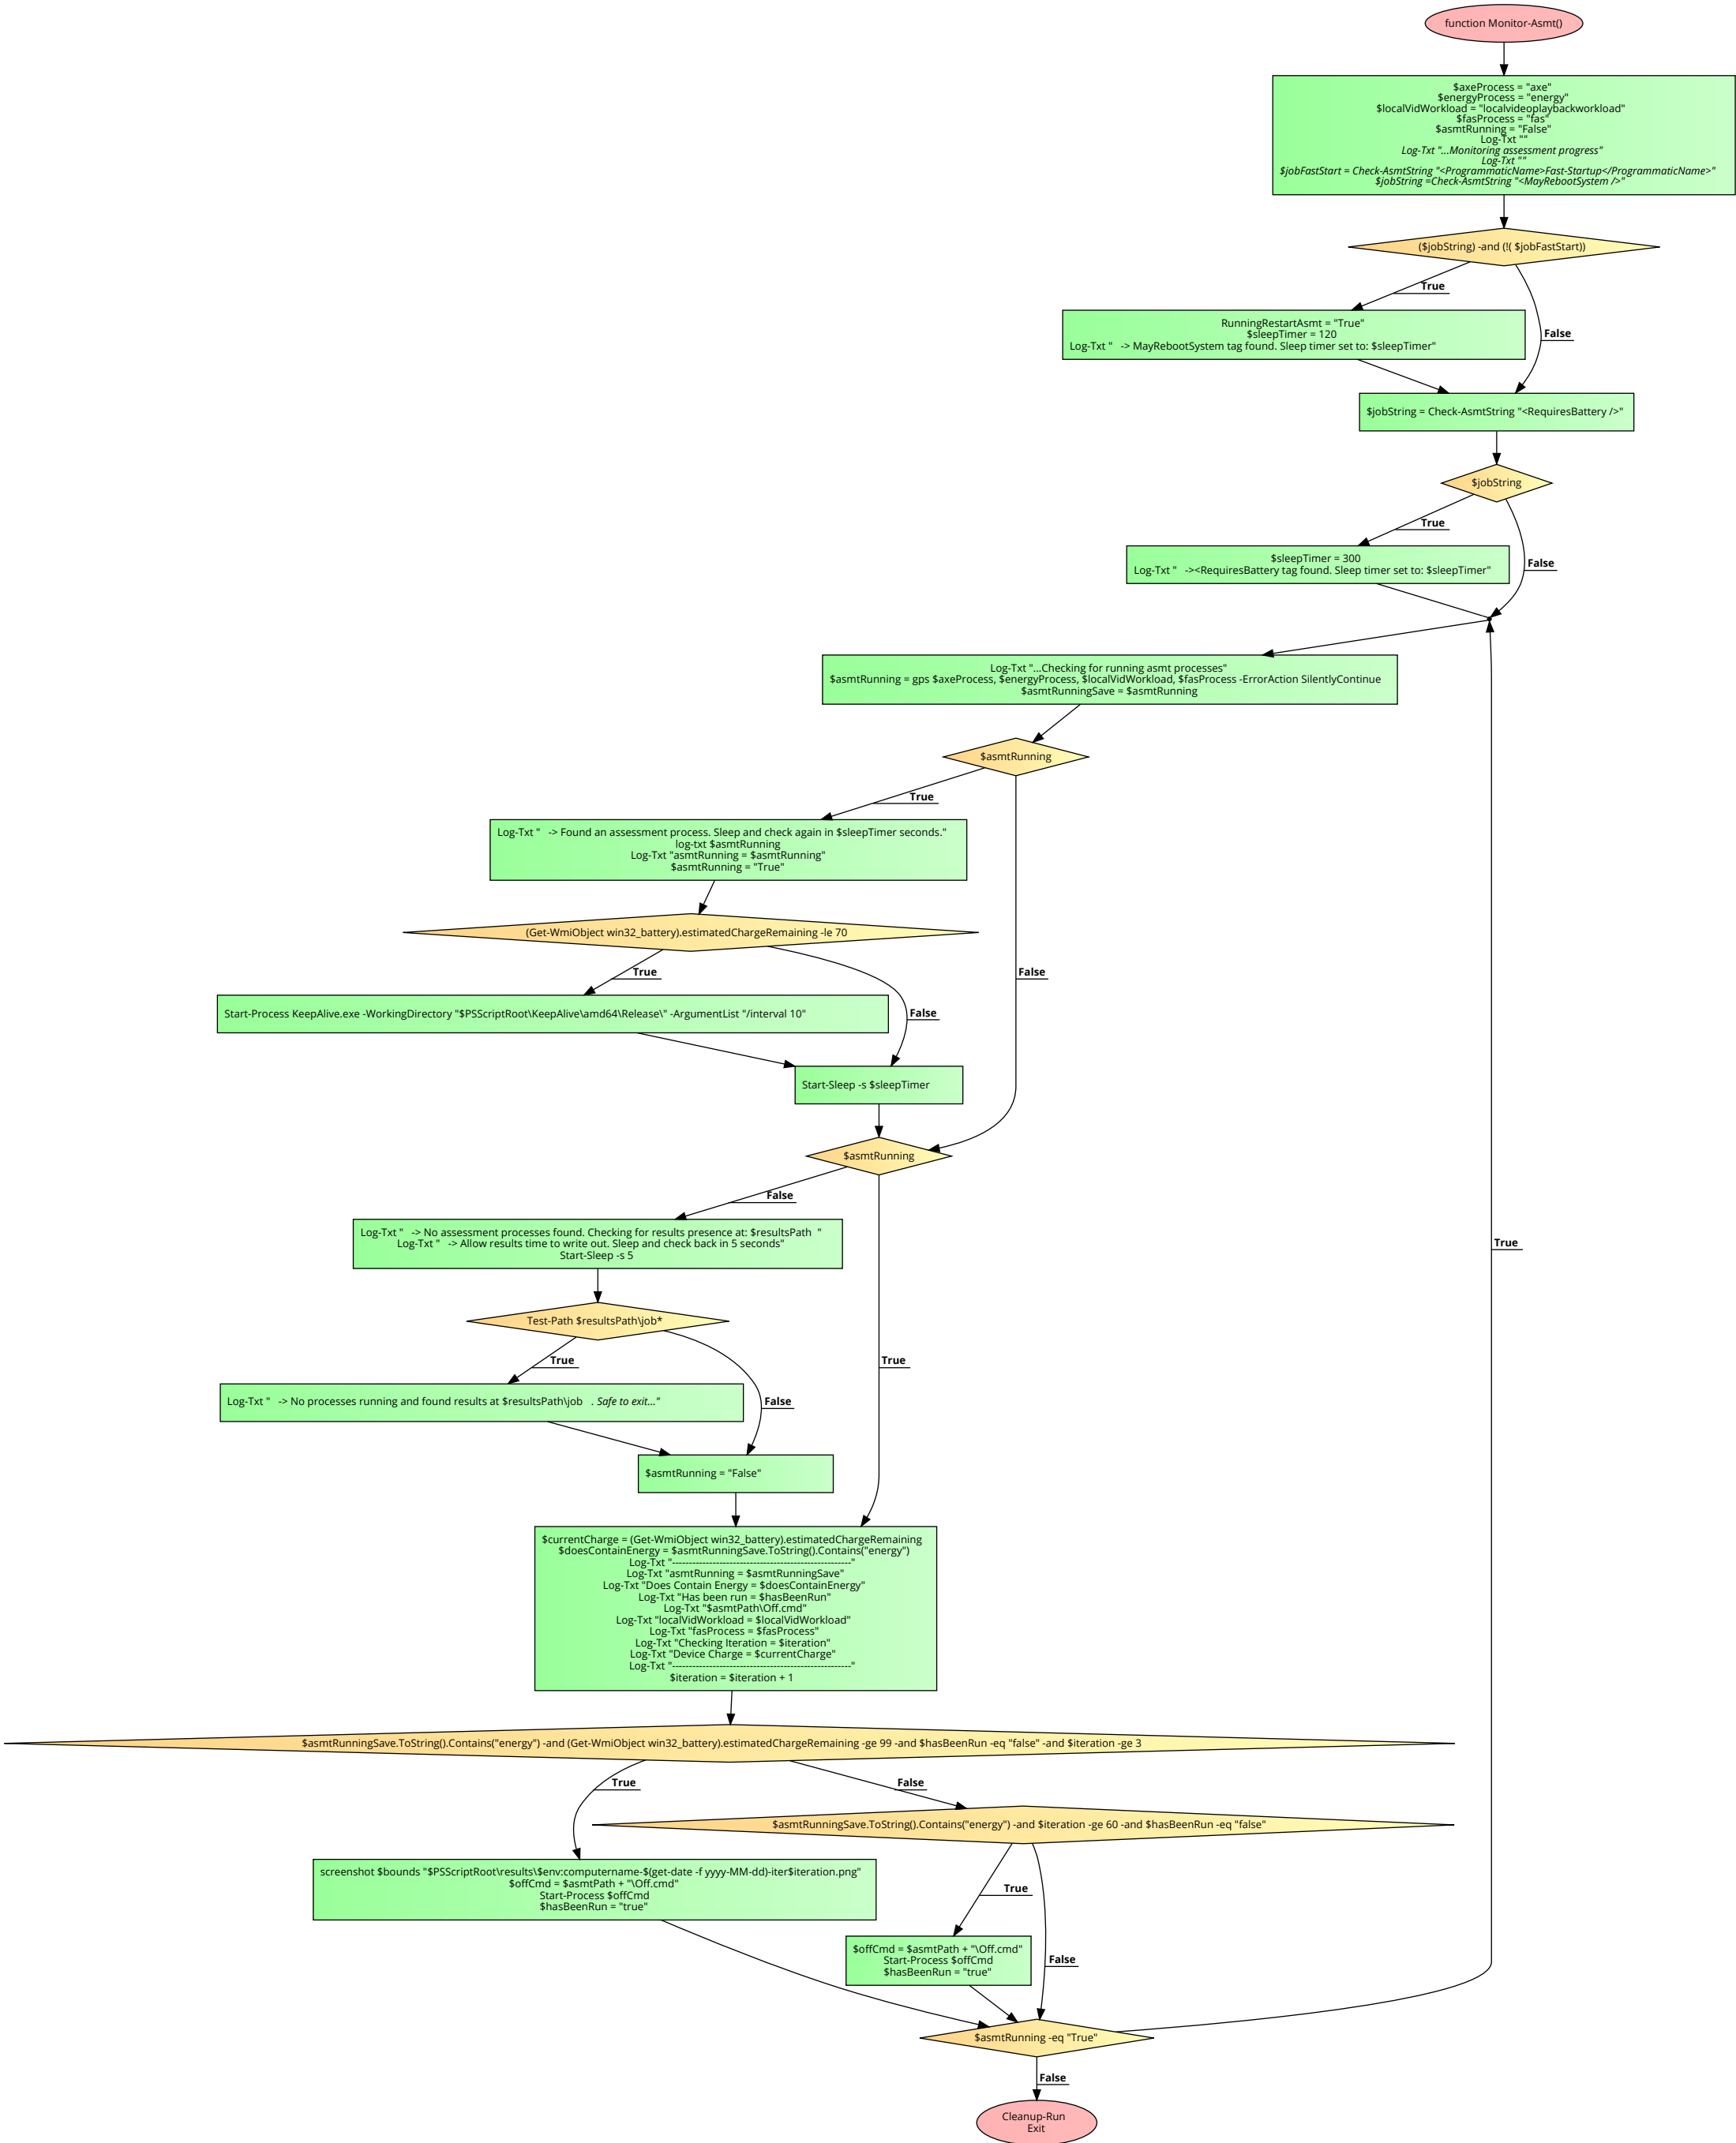 function Monitor-Asmt()
$axeProcess = "axe"
$energyProcess = "energy"
$localVidWorkload = "localvideoplaybackworkload"
$fasProcess = "fas"
$asmtRunning = "False"
Log-Txt ""
Log-Txt "...Monitoring assessment progress"
Log-Txt ""
$jobFastStart = Check-AsmtString "<ProgrammaticName>Fast-Startup</ProgrammaticName>"
$jobString =Check-AsmtString "<MayRebootSystem />"
($jobString) -and (!( $jobFastStart))
True
False
RunningRestartAsmt = "True"
$sleepTimer = 120
Log-Txt "   -> MayRebootSystem tag found. Sleep timer set to: $sleepTimer"
$jobString = Check-AsmtString "<RequiresBattery />"
$jobString
True
False
$sleepTimer = 300
Log-Txt "   -><RequiresBattery tag found. Sleep timer set to: $sleepTimer"
Log-Txt "...Checking for running asmt processes"
$asmtRunning = gps $axeProcess, $energyProcess, $localVidWorkload, $fasProcess -ErrorAction SilentlyContinue
$asmtRunningSave = $asmtRunning
$asmtRunning
True
False
Log-Txt "   -> Found an assessment process. Sleep and check again in $sleepTimer seconds."
log-txt $asmtRunning
Log-Txt "asmtRunning = $asmtRunning"
$asmtRunning = "True"
(Get-WmiObject win32_battery).estimatedChargeRemaining -le 70
True
False
Start-Process KeepAlive.exe -WorkingDirectory "$PSScriptRoot\KeepAlive\amd64\Release\" -ArgumentList "/interval 10"
Start-Sleep -s $sleepTimer
$asmtRunning
False
True
Log-Txt "   -> No assessment processes found. Checking for results presence at: $resultsPath  "
Log-Txt "   -> Allow results time to write out. Sleep and check back in 5 seconds"
Start-Sleep -s 5
Test-Path $resultsPath\job*
True
False
Log-Txt "   -> No processes running and found results at $resultsPath\job   . Safe to exit..."
$asmtRunning = "False"
$currentCharge = (Get-WmiObject win32_battery).estimatedChargeRemaining
$doesContainEnergy = $asmtRunningSave.ToString().Contains("energy")
Log-Txt "-----------------------------------------------------"
Log-Txt "asmtRunning = $asmtRunningSave"
Log-Txt "Does Contain Energy = $doesContainEnergy"
Log-Txt "Has been run = $hasBeenRun"
Log-Txt "$asmtPath\Off.cmd"
Log-Txt "localVidWorkload = $localVidWorkload"
Log-Txt "fasProcess = $fasProcess"
Log-Txt "Checking Iteration = $iteration"
Log-Txt "Device Charge = $currentCharge"
Log-Txt "-----------------------------------------------------"
$iteration = $iteration + 1
$asmtRunningSave.ToString().Contains("energy") -and (Get-WmiObject win32_battery).estimatedChargeRemaining -ge 99 -and $hasBeenRun -eq "false" -and $iteration -ge 3
True
False
$asmtRunningSave.ToString().Contains("energy") -and $iteration -ge 60 -and $hasBeenRun -eq "false"
screenshot $bounds "$PSScriptRoot\results\$env:computername-$(get-date -f yyyy-MM-dd)-iter$iteration.png"
$offCmd = $asmtPath + "\Off.cmd"
Start-Process $offCmd
$hasBeenRun = "true"
True
False
$offCmd = $asmtPath + "\Off.cmd"
Start-Process $offCmd
$hasBeenRun = "true"
$asmtRunning -eq "True"
True
False
Cleanup-Run
Exit